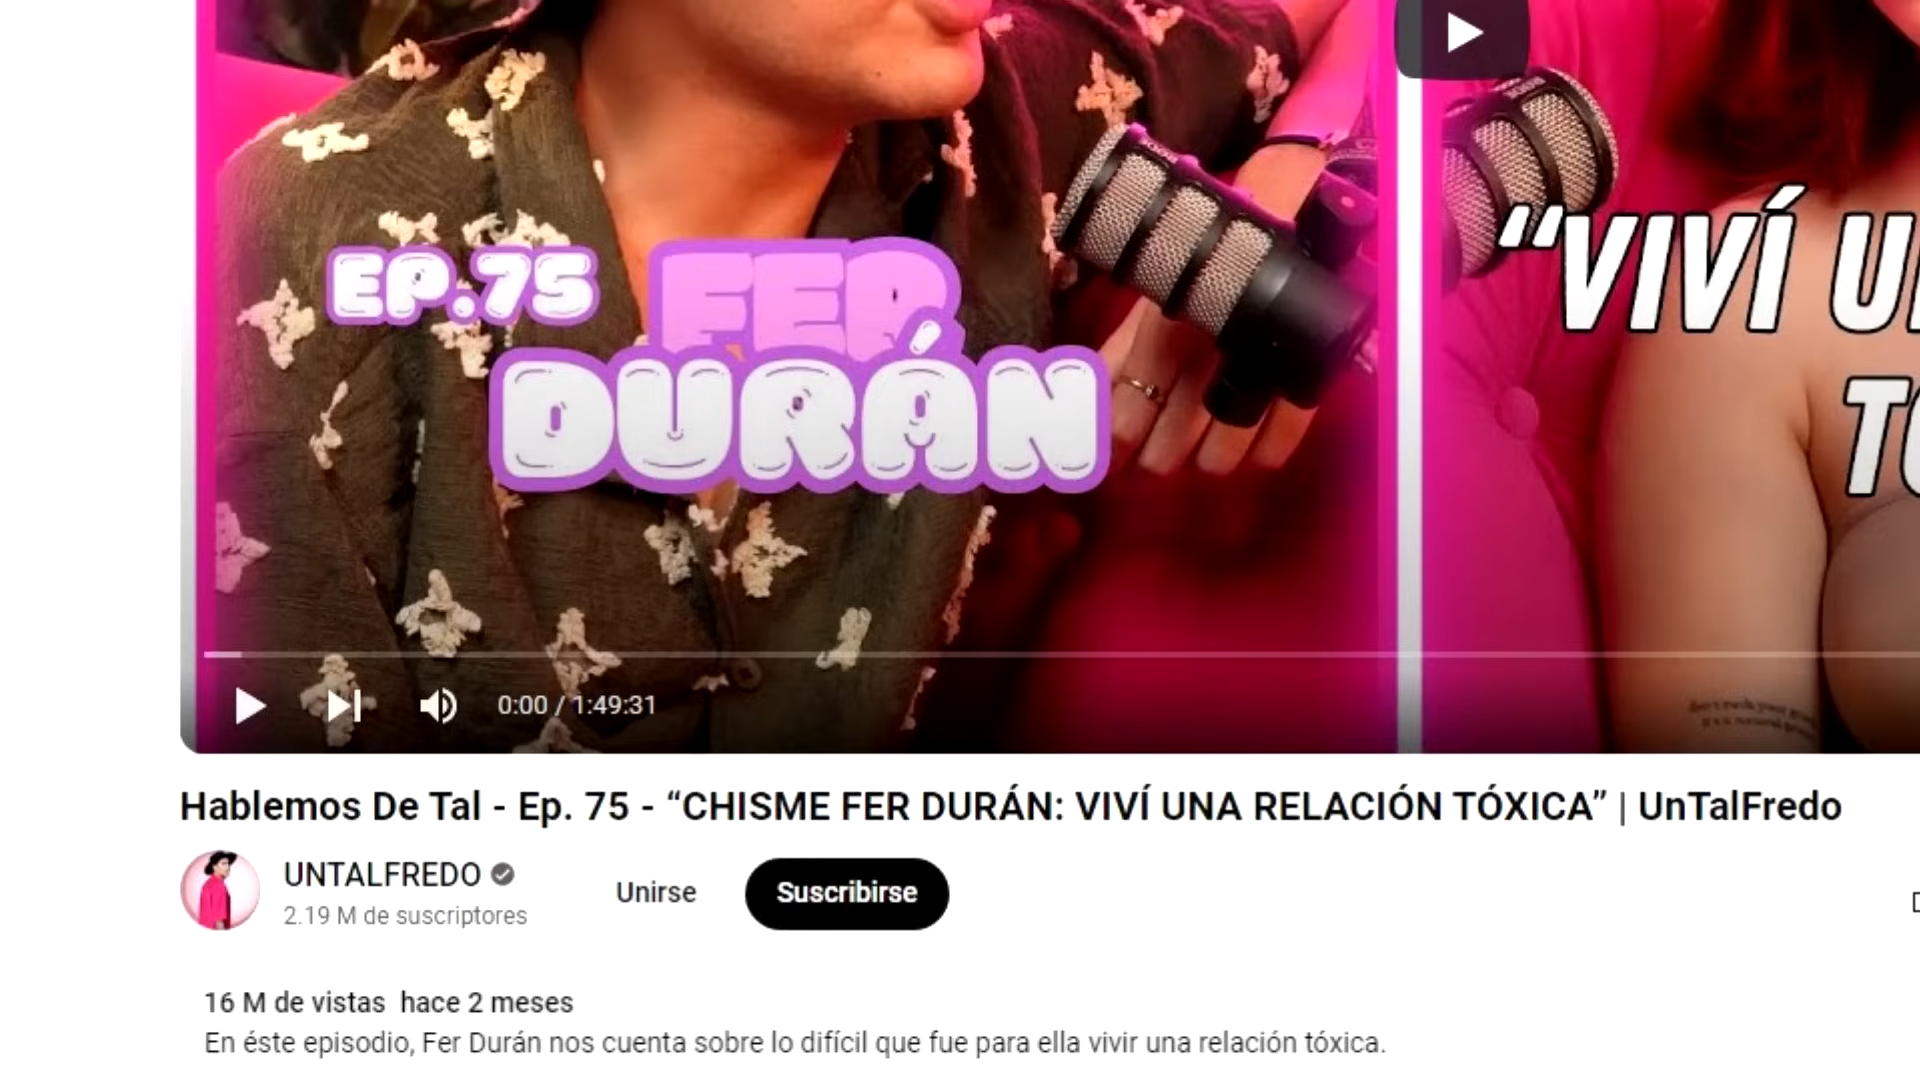 EP.75
FER
DURÁN
“VIVÍ
0:00 / 1:49:31
Hablemos De Tal - Ep. 75 - “CHISME FER DURÁN: VIVÍ UNA RELACIÓN TÓXICA” | UnTalFredo
UNTALFREDO
2.19 M de suscriptores
Unirse
Suscribirse
16 M de vistas hace 2 meses
En éste episodio, Fer Durán nos cuenta sobre lo difícil que fue para ella vivir una relación tóxica.